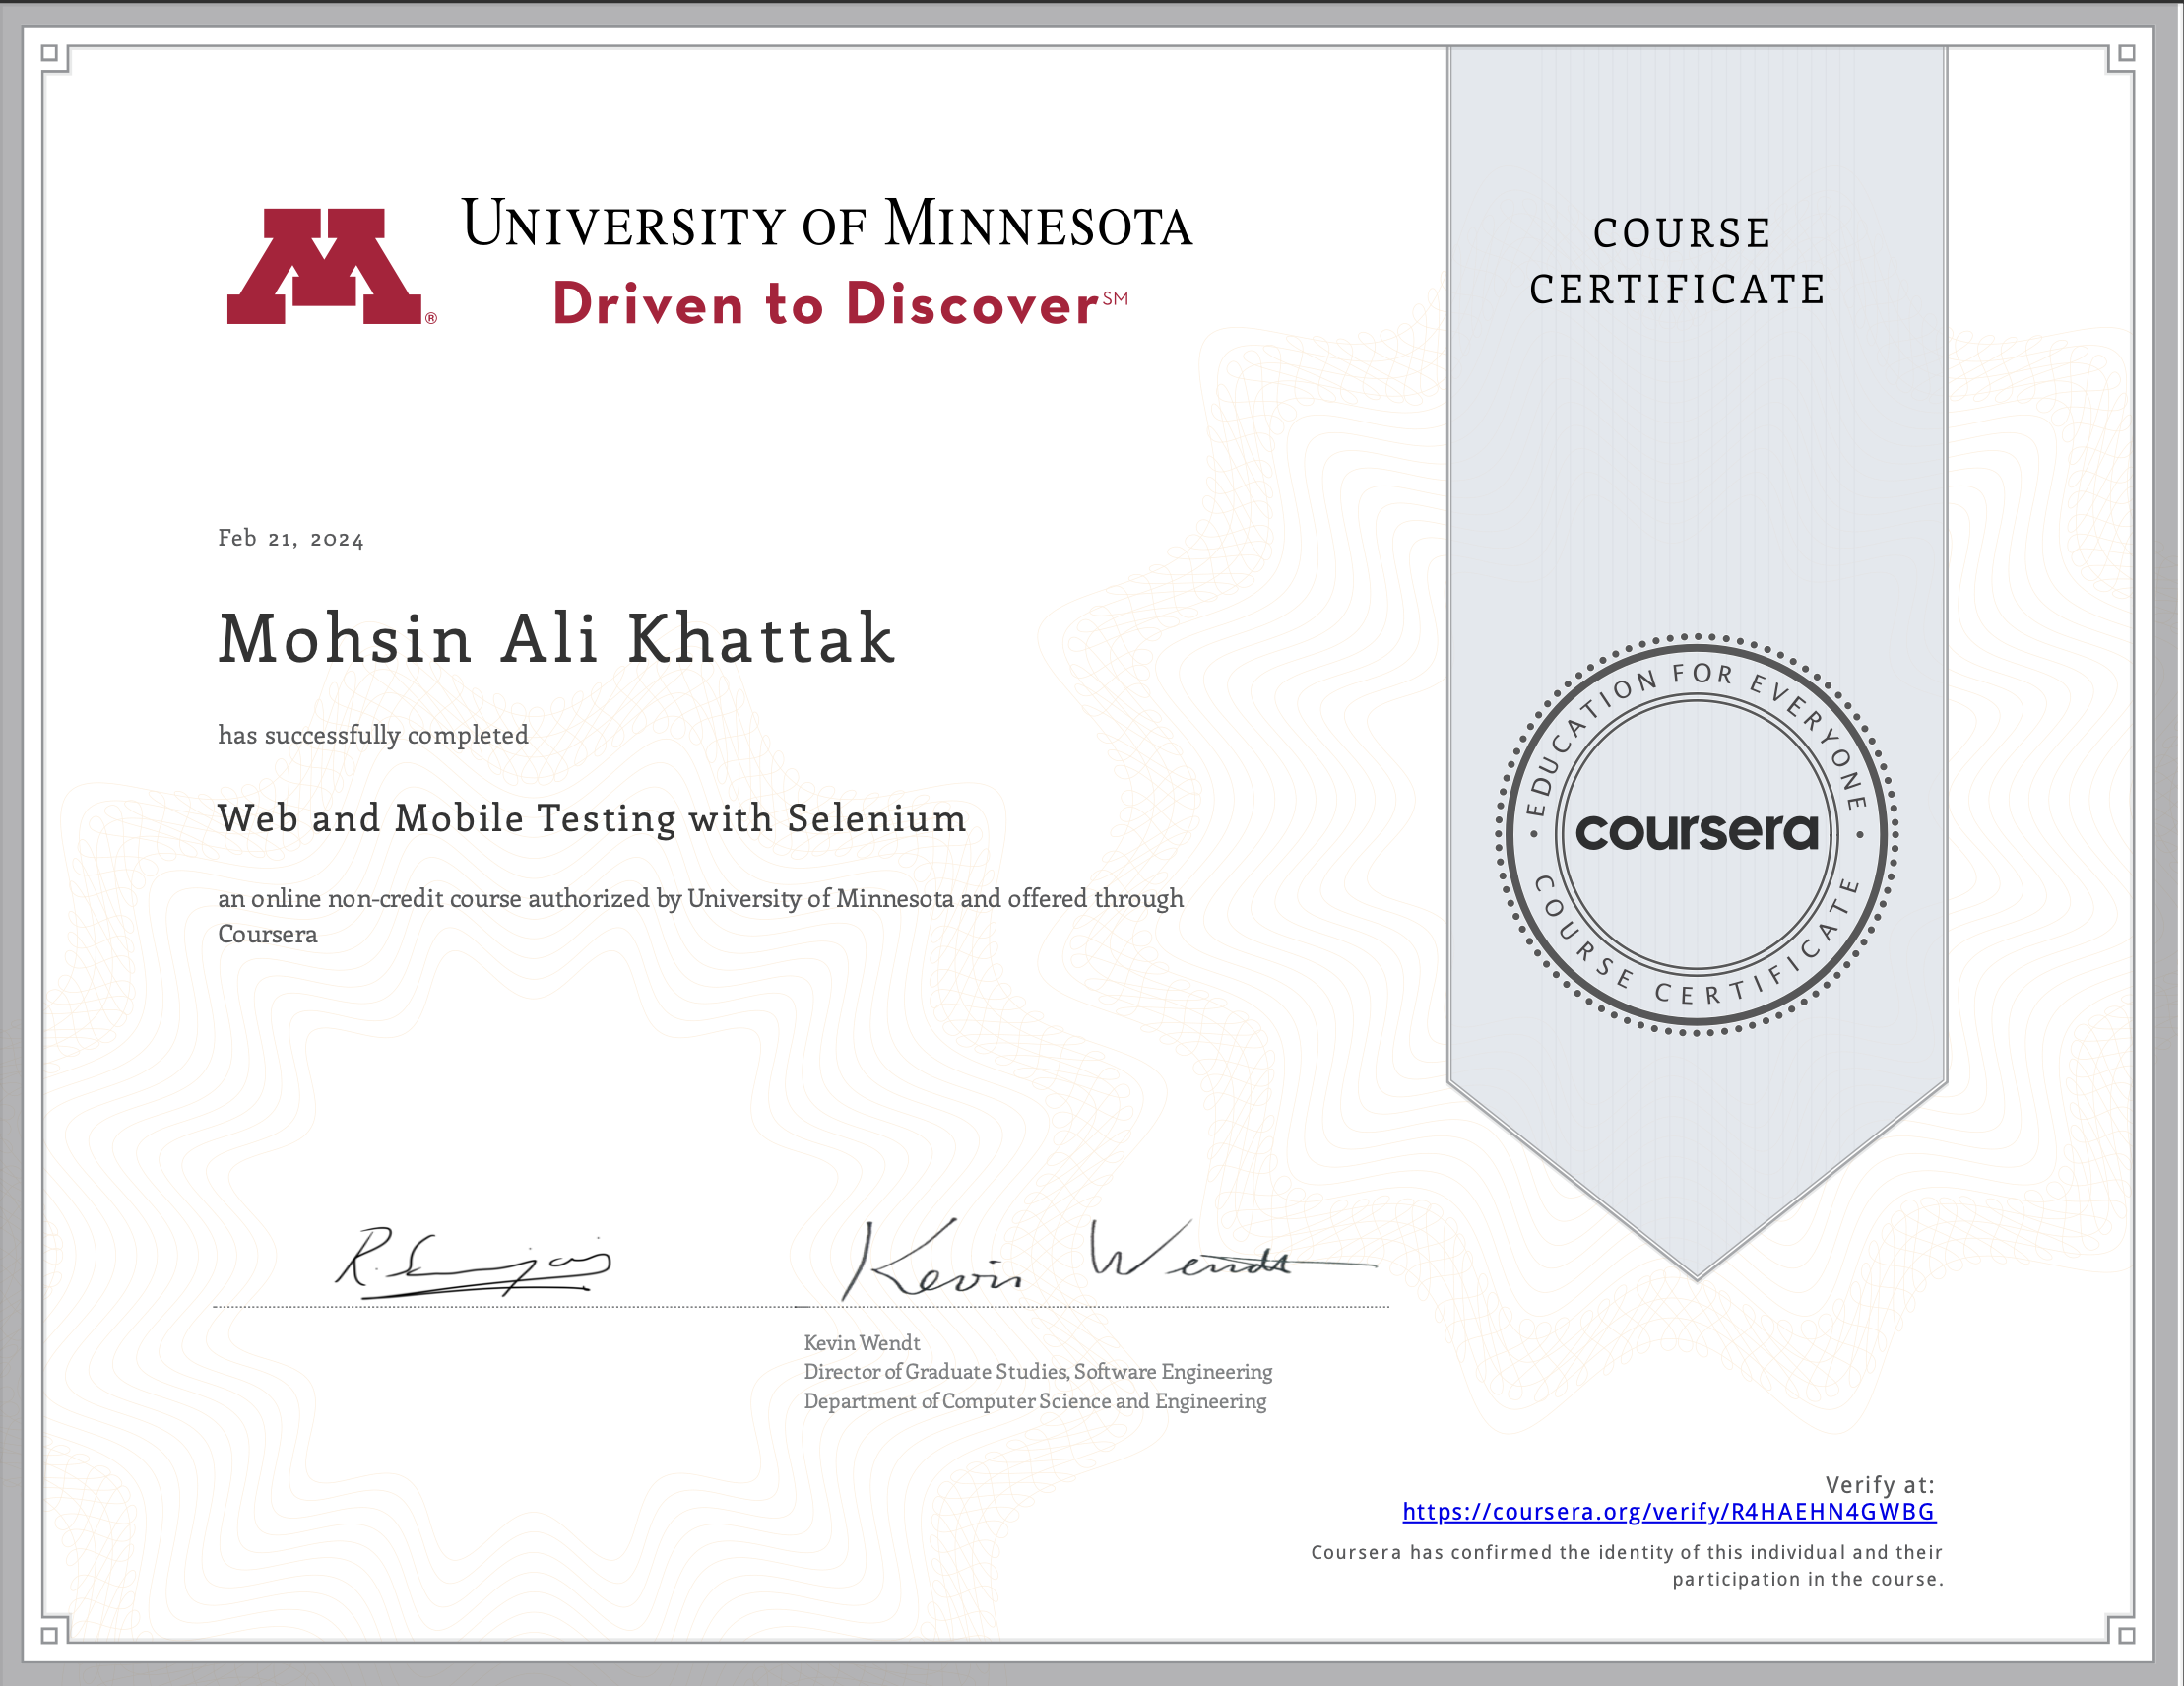 UNIVERSITY OF MINNESOTA
Driven to Discover℠
®
COURSE
CERTIFICATE
Feb 21, 2024
Mohsin Ali Khattak
has successfully completed
Web and Mobile Testing with Selenium
an online non-credit course authorized by University of Minnesota and offered through
Coursera
EDUCATION FOR EVERYONE
coursera
COURSE CERTIFICATE
Kevin Wendt
Kevin Wendt
Director of Graduate Studies, Software Engineering
Department of Computer Science and Engineering
Verify at:
https://coursera.org/verify/R4HAEHN4GWBG
Coursera has confirmed the identity of this individual and their
participation in the course.